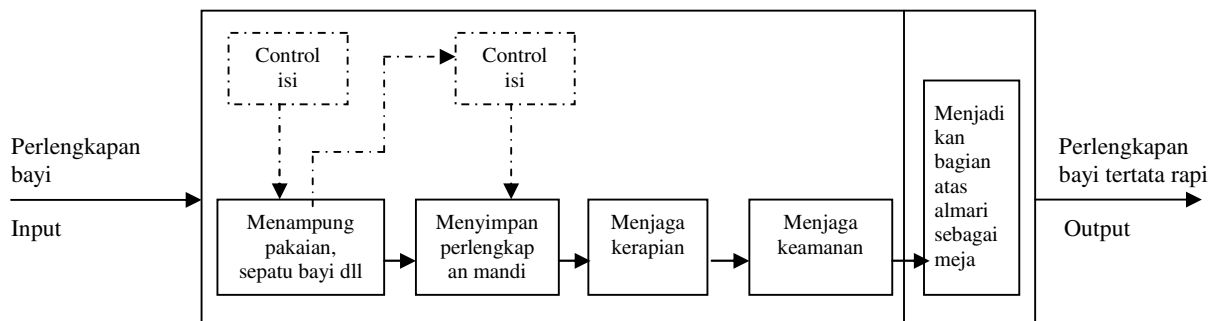 Perlengkapan
bayi
Input
Control
isi
Control
isi
Menampung
pakaian,
sepatu bayi dll
Menyimpan
perlengkap
an mandi
Menjaga
kerapian
Menjaga
keamanan
Menjadi
kan
bagian
atas
almari
sebagai
meja
Perlengkapan
bayi tertata rapi
Output